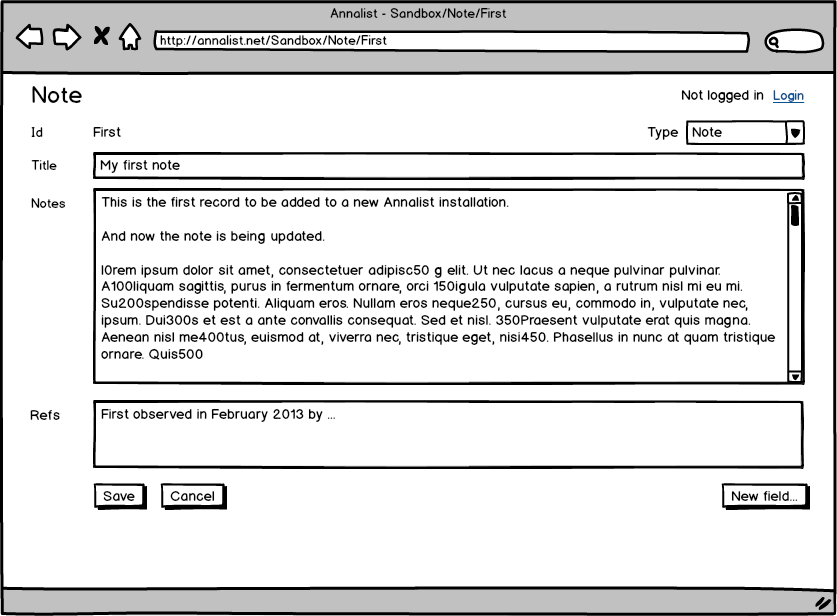 Annalist - Sandbox/Note/First
http://annalist.net/Sandbox/Note/First
Note
Not logged in Login
Id First Type Note
Title My first note
Notes This is the first record to be added to a new Annalist installation.
And now the note is being updated.
l0rem ipsum dolor sit amet, consectetuer adipisc50 g elit. Ut nec lacus a neque pulvinar pulvinar.
A100liquam sagittis, purus in fermentum ornare, orci 150igula vulputate sapien, a rutrum nisl mi eu mi.
Su200spendisse potenti. Aliquam eros. Nullam eros neque250, cursus eu, commodo in, vulputate nec,
ipsum. Dui300s et est a ante convallis consequat. Sed et nisl. 350Praesent vulputate erat quis magna.
Aenean nisl me400tus, euismod at, viverra nec, tristique eget, nisi450. Phasellus in nunc at quam tristique
ornare. Quis500
Refs First observed in February 2013 by ...
Save Cancel New field...